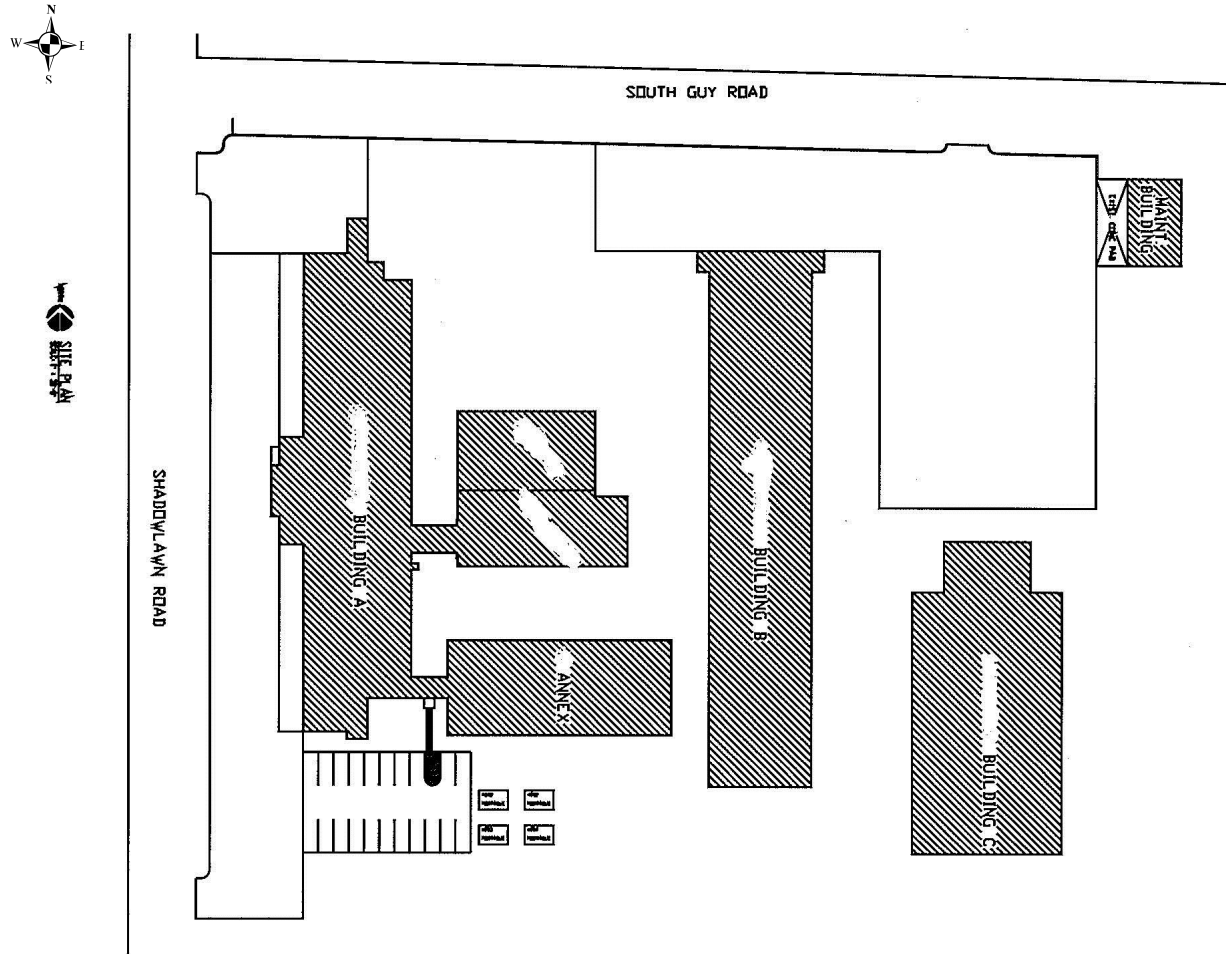 N
W E
S
SOUTH GUY ROAD
MAINT.
BUILDING
SITE PLAN
SHADOWLAWN ROAD
BUILDING A
BUILDING B
ANNEX
BUILDING C